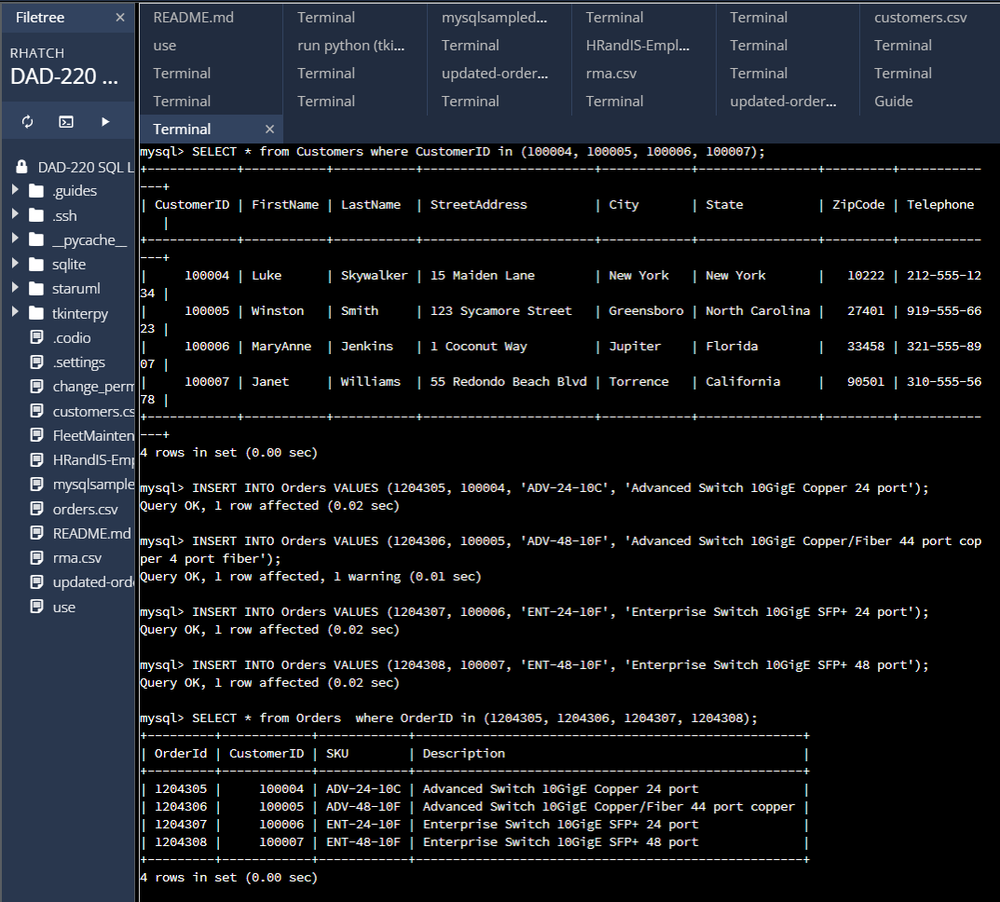 Filetree ×
RHATCH
DAD-220 ...
DAD-220 SQL L
.guides
.ssh
__pycache__
sqlite
staruml
tkinterpy
.codio
.settings
change_perm
customers.cs
FleetMainten
HRandIS-Emp
mysqlsample
orders.csv
README.md
rma.csv
updated-ord
use
README.md Terminal mysqlsampled... Terminal Terminal customers.csv
use run python (tki... Terminal HRandIS-Empl... Terminal Terminal
Terminal Terminal updated-order... rma.csv Terminal Terminal
Terminal Terminal Terminal Terminal updated-order... Guide
Terminal ×
mysql> SELECT * from Customers where CustomerID in (100004, 100005, 100006, 100007);
+------------+-----------+----------+-----------------------+------------+----------------+---------+-----------
---+
| CustomerID | FirstName | LastName | StreetAddress | City | State | ZipCode | Telephone
|
+------------+-----------+----------+-----------------------+------------+----------------+---------+-----------
---+
| 100004 | Luke | Skywalker | 15 Maiden Lane | New York | New York | 10222 | 212-555-12
34 |
| 100005 | Winston | Smith | 123 Sycamore Street | Greensboro | North Carolina | 27401 | 919-555-66
23 |
| 100006 | MaryAnne | Jenkins | 1 Coconut Way | Jupiter | Florida | 33458 | 321-555-89
07 |
| 100007 | Janet | Williams | 55 Redondo Beach Blvd | Torrence | California | 90501 | 310-555-56
78 |
+------------+-----------+----------+-----------------------+------------+----------------+---------+-----------
---+
4 rows in set (0.00 sec)
mysql> INSERT INTO Orders VALUES (1204305, 100004, 'ADV-24-10C', 'Advanced Switch 10GigE Copper 24 port');
Query OK, 1 row affected (0.02 sec)
mysql> INSERT INTO Orders VALUES (1204306, 100005, 'ADV-48-10F', 'Advanced Switch 10GigE Copper/Fiber 44 port cop
per 4 port fiber');
Query OK, 1 row affected, 1 warning (0.01 sec)
mysql> INSERT INTO Orders VALUES (1204307, 100006, 'ENT-24-10F', 'Enterprise Switch 10GigE SFP+ 24 port');
Query OK, 1 row affected (0.02 sec)
mysql> INSERT INTO Orders VALUES (1204308, 100007, 'ENT-48-10F', 'Enterprise Switch 10GigE SFP+ 48 port');
Query OK, 1 row affected (0.02 sec)
mysql> SELECT * from Orders  where OrderID in (1204305, 1204306, 1204307, 1204308);
+---------+------------+------------+----------------------------------------------------+
| OrderId | CustomerID | SKU | Description |
+---------+------------+------------+----------------------------------------------------+
| 1204305 | 100004 | ADV-24-10C | Advanced Switch 10GigE Copper 24 port |
| 1204306 | 100005 | ADV-48-10F | Advanced Switch 10GigE Copper/Fiber 44 port copper |
| 1204307 | 100006 | ENT-24-10F | Enterprise Switch 10GigE SFP+ 24 port |
| 1204308 | 100007 | ENT-48-10F | Enterprise Switch 10GigE SFP+ 48 port |
+---------+------------+------------+----------------------------------------------------+
4 rows in set (0.00 sec)